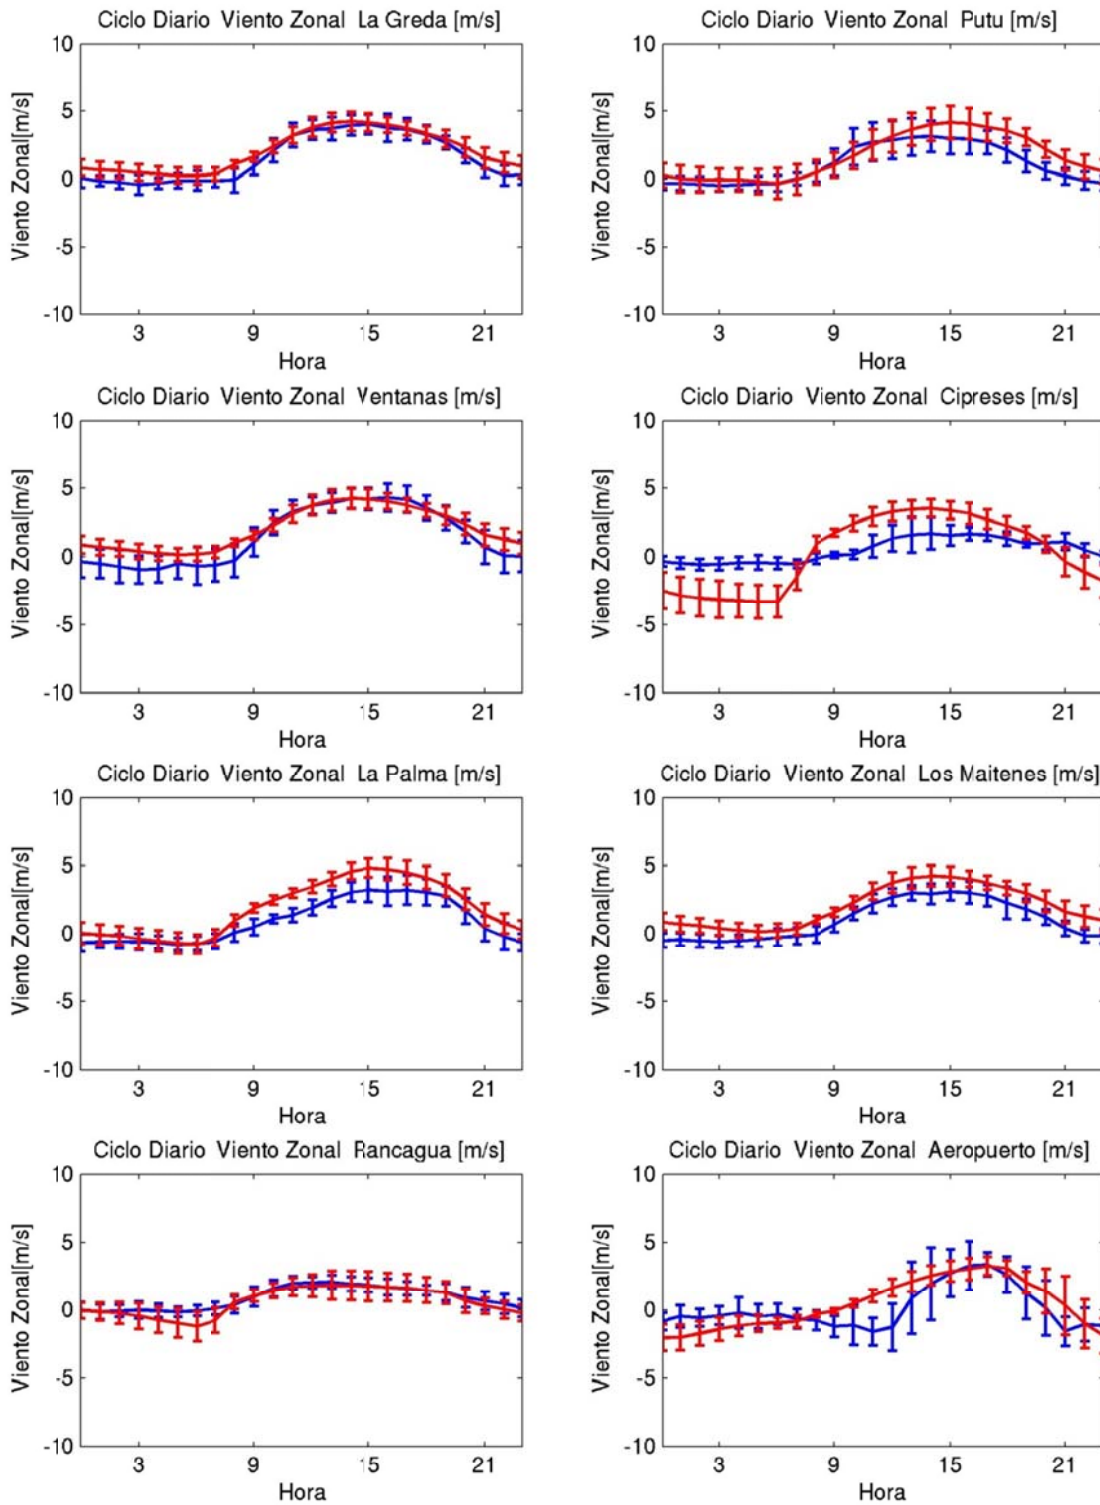 Ciclo Diario Viento Zonal La Greda [m/s]
10
5
0
-5
-10
Viento Zonal[m/s]
3 9 15 21
Hora
Ciclo Diario Viento Zonal Putu [m/s]
10
5
0
-5
-10
Viento Zonal[m/s]
3 9 15 21
Hora
Ciclo Diario Viento Zonal Ventanas [m/s]
10
5
0
-5
-10
Viento Zonal[m/s]
3 9 15 21
Hora
Ciclo Diario Viento Zonal Cipreses [m/s]
10
5
0
-5
-10
Viento Zonal[m/s]
3 9 15 21
Hora
Ciclo Diario Viento Zonal La Palma [m/s]
10
5
0
-5
-10
Viento Zonal[m/s]
3 9 15 21
Hora
Ciclo Diario Viento Zonal Los Maitenes [m/s]
10
5
0
-5
-10
Viento Zonal[m/s]
3 9 15 21
Hora
Ciclo Diario Viento Zonal Rancagua [m/s]
10
5
0
-5
-10
Viento Zonal[m/s]
3 9 15 21
Hora
Ciclo Diario Viento Zonal Aeropuerto [m/s]
10
5
0
-5
-10
Viento Zonal[m/s]
3 9 15 21
Hora